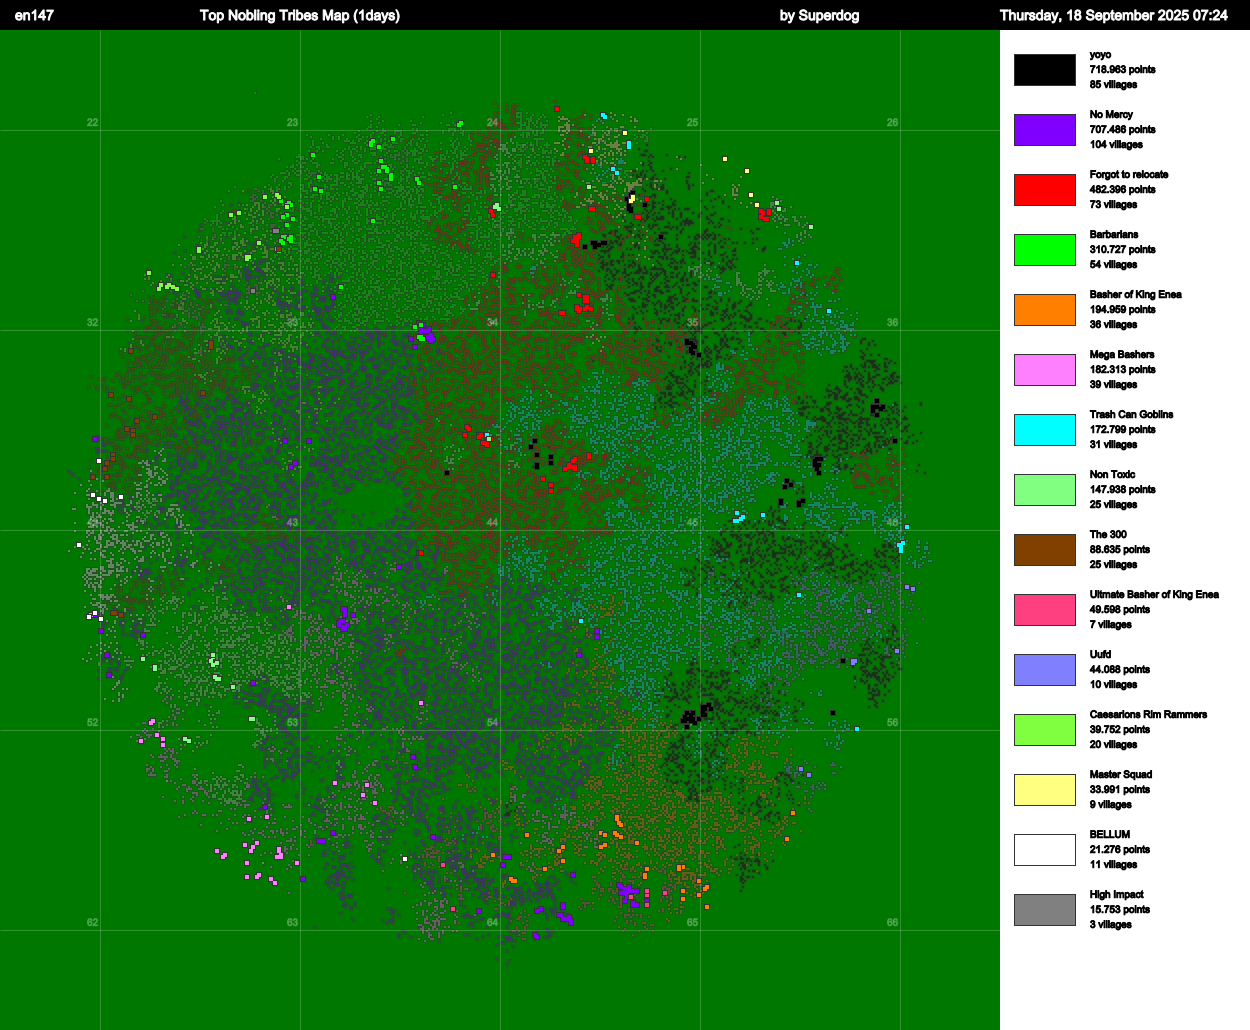 en147 Top Nobling Tribes Map (1days) by Superdog Thursday, 18 September 2025 07:24
yoyo
718.963 points
85 villages
No Mercy
707.486 points
104 villages
Forgot to relocate
482.396 points
73 villages
Barbarians
310.727 points
54 villages
Basher of King Enea
194.959 points
36 villages
Mega Bashers
182.313 points
39 villages
Trash Can Goblins
172.799 points
31 villages
Non Toxic
147.938 points
25 villages
The 300
88.635 points
25 villages
Ultmate Basher of King Enea
49.598 points
7 villages
Uufd
44.088 points
10 villages
Caesarions Rim Rammers
39.752 points
20 villages
Master Squad
33.991 points
9 villages
BELLUM
21.276 points
11 villages
High Impact
15.753 points
3 villages
22 23 24 25 26
32 33 34 35 36
43 44 45 46
52 53 54 56
62 63 64 65 66